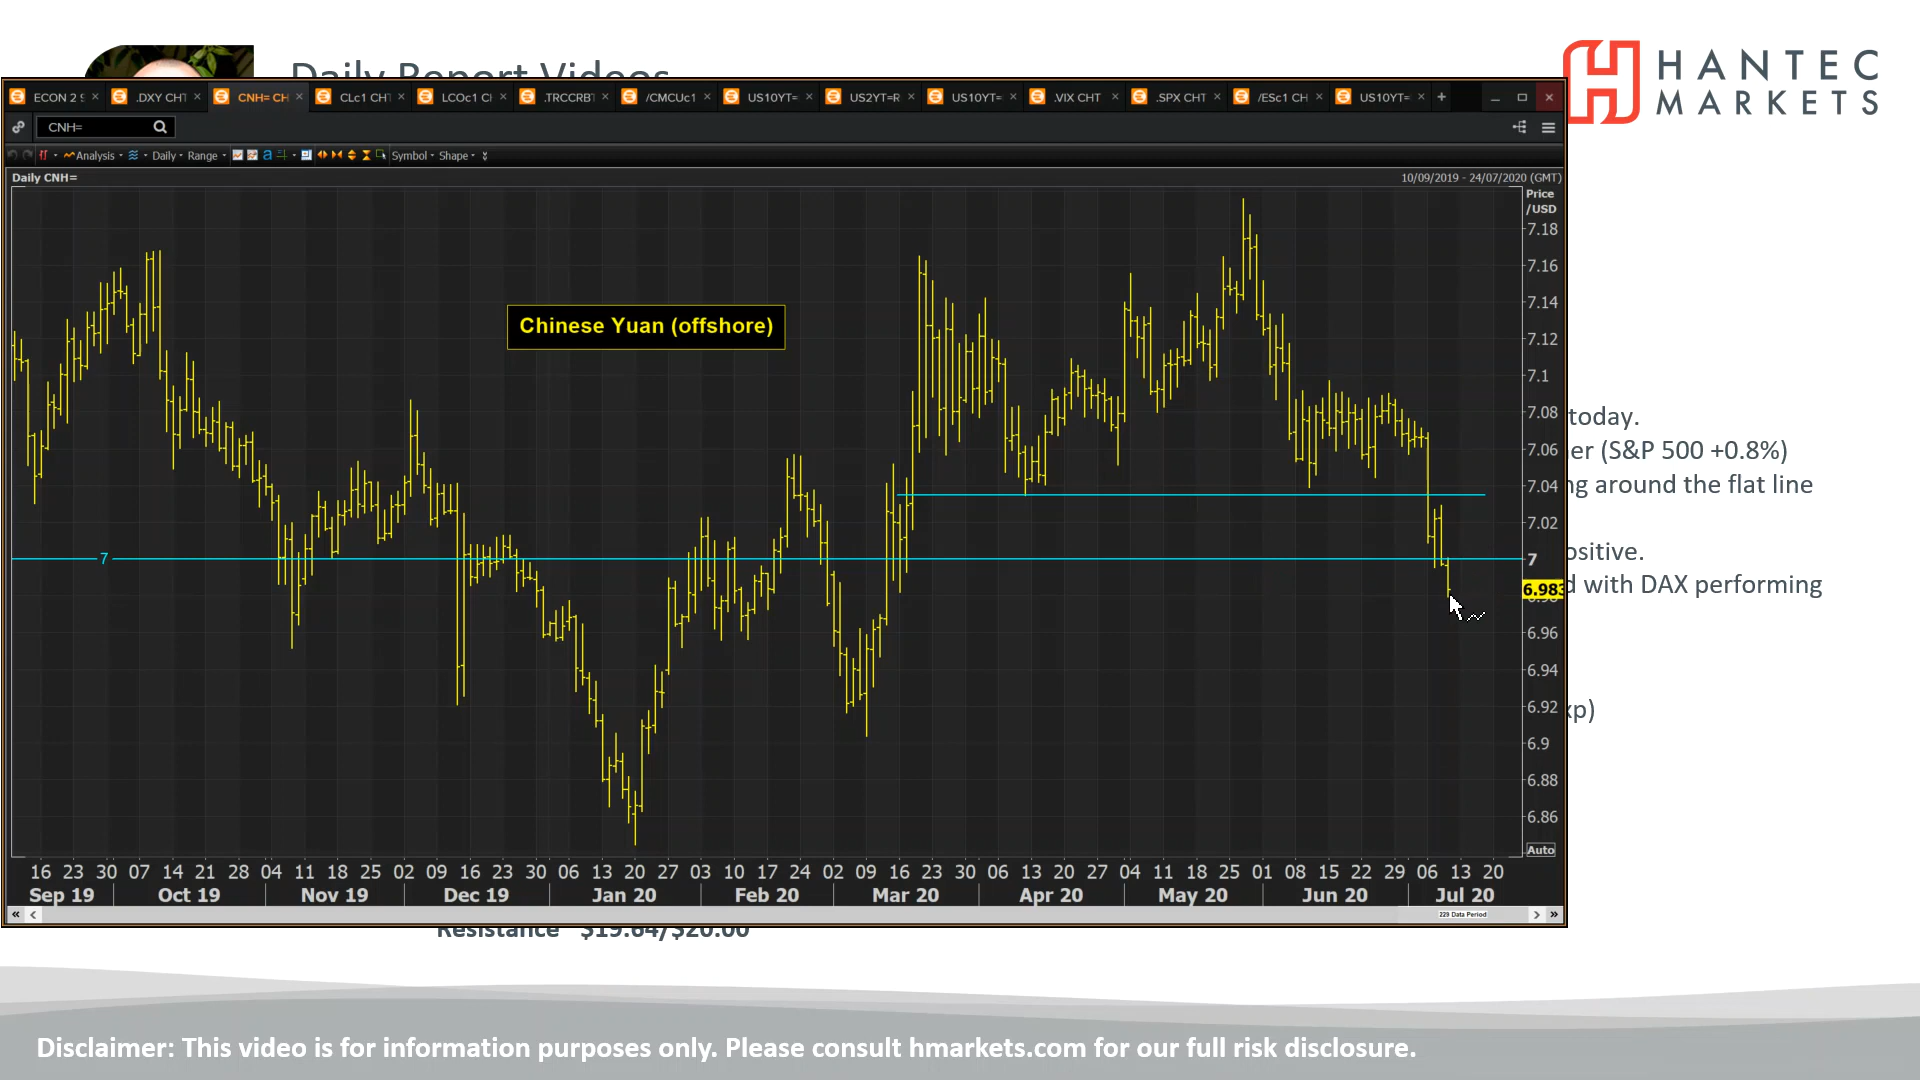 Daily Report Videos
HANTEC
MARKETS
ECON 2 S
.DXY CHT
CNH= CH
CLc1 CHT
LCOc1 CH
.TRCCRBT
/CMCUc1
US10YT=
US2YT=R
US10YT=
.VIX CHT
.SPX CHT
/ESc1 CH
US10YT=
CNH=
Analysis Daily Range Symbol Shape
Daily CNH=
10/09/2019 - 24/07/2020 (GMT)
Price
/USD
7.18
7.16
7.14
7.12
7.1
7.08
7.06
7.04
7.02
7
6.983
6.96
6.94
6.92
6.9
6.88
6.86
Auto
Chinese Yuan (offshore)
7
16 23 30 07 14 21 28 04 11 18 25 02 09 16 23 30 06 13 20 27 03 10 17 24 02 09 16 23 30 06 13 20 27 04 11 18 25 01 08 15 22 29 06 13 20
Sep 19 Oct 19 Nov 19 Dec 19 Jan 20 Feb 20 Mar 20 Apr 20 May 20 Jun 20 Jul 20
229 Data Period
today.
er (S&P 500 +0.8%)
ng around the flat line
ositive.
d with DAX performing
xp)
Resistance $19.64/$20.00
Disclaimer: This video is for information purposes only. Please consult hmarkets.com for our full risk disclosure.